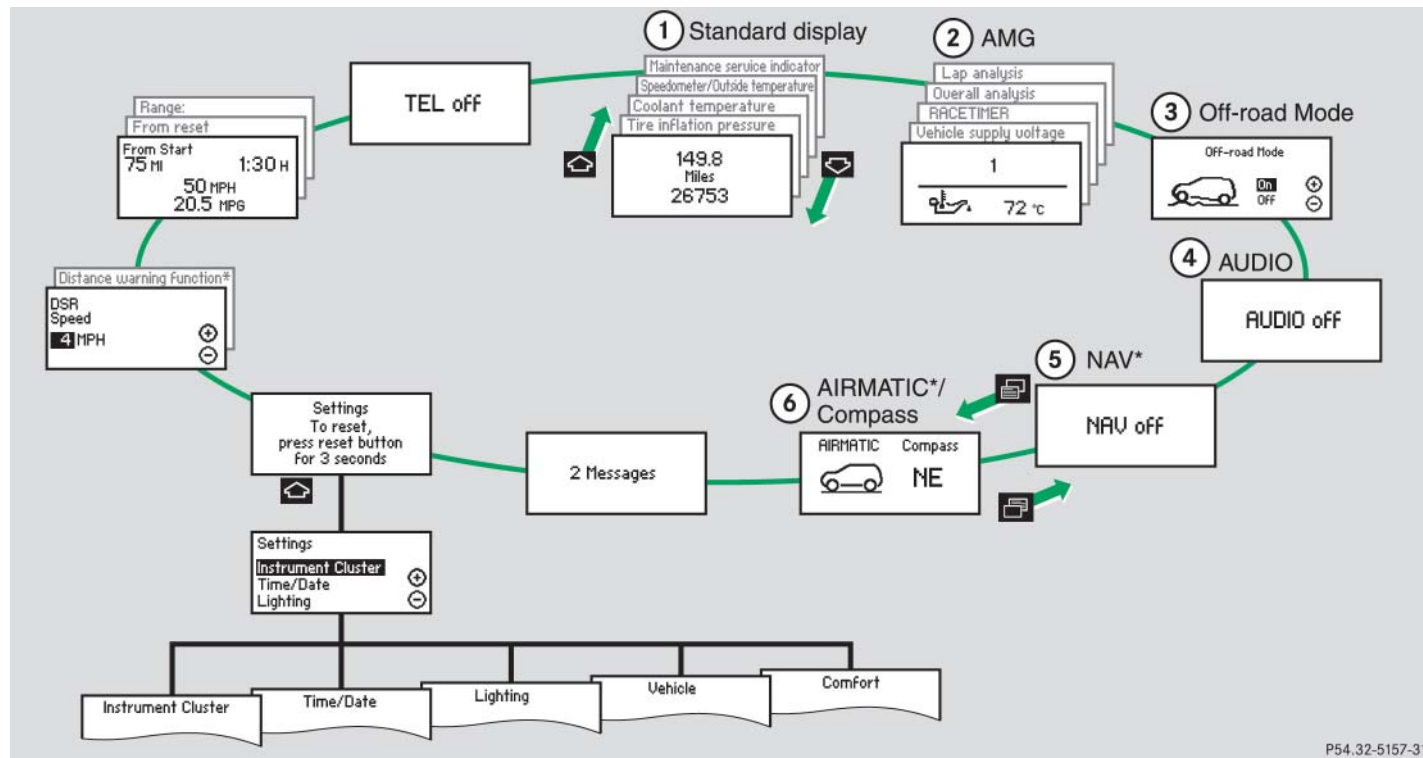 1 Standard display
Maintenance service indicator
Speedometer/Outside temperature
Coolant temperature
Tire inflation pressure
149.8
Miles
26753
2 AMG
Lap analysis
Overall analysis
RACETIMER
Vehicle supply voltage
1
72 °C
3 Off-road Mode
Off-road Mode
On
Off
4 AUDIO
AUDIO off
5 NAV*
NAV off
6 AIRMATIC*/
Compass
AIRMATIC Compass
NE
2 Messages
Settings
To reset,
press reset button
for 3 seconds
Settings
Instrument Cluster
Time/Date
Lighting
Instrument Cluster
Time/Date
Lighting
Vehicle
Comfort
Distance warning function*
DSR
Speed
4 MPH
Range:
From reset
From Start
75 MI 1:30 H
50 MPH
20.5 MPG
TEL off
P54.32-5157-31